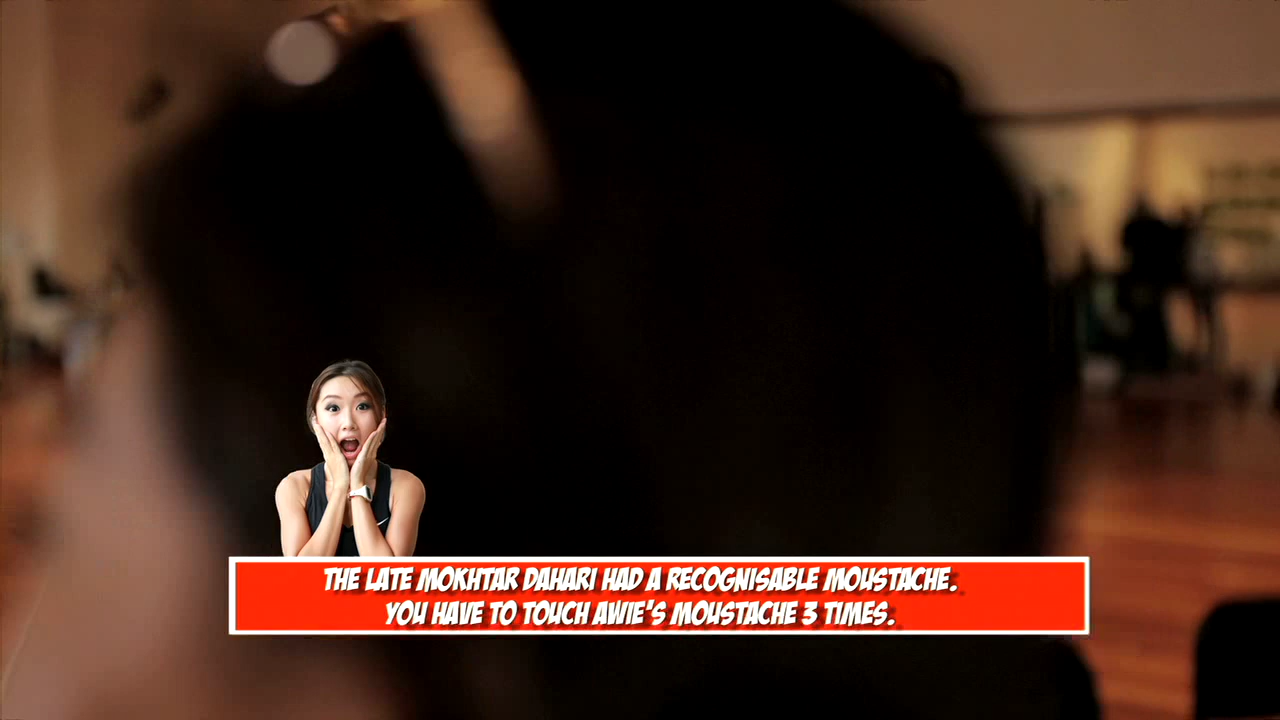 THE LATE MOKHTAR DAHARI HAD A RECOGNISABLE MOUSTACHE.
YOU HAVE TO TOUCH AWIE'S MOUSTACHE 3 TIMES.